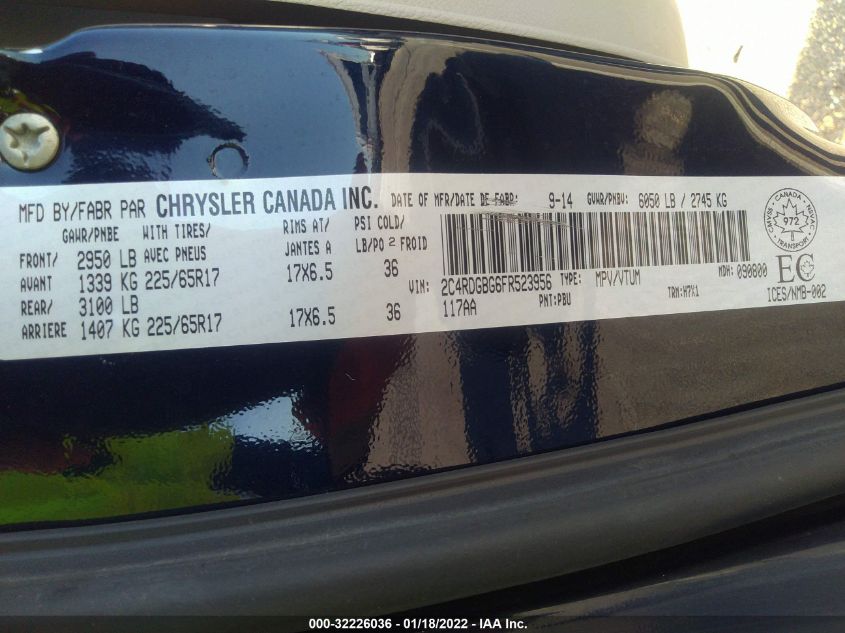 MFD BY/FABR PAR CHRYSLER CANADA INC. DATE OF MFR/DATE DE FABR: 9-14 GVWR/PNBV: 6050 LB / 2745 KG
GAWR/PNBE WITH TIRES/ RIMS AT/ PSI COLD/
AVEC PNEUS JANTES A LB/PO2 FROID
FRONT/ 2950 LB
AVANT 1339 KG 225/65R17 17X6.5 36
REAR/ 3100 LB
ARRIERE 1407 KG 225/65R17 17X6.5 36
VIN: 2C4RDGBG6FR523956 TYPE: MPV/VTUM MDH: 090800
117AA PNT:PBU TRM:H7X1
CANADA
972
TRANSPORT
EC
ICES/NMB-002
000-32226036 - 01/18/2022 - IAA Inc.